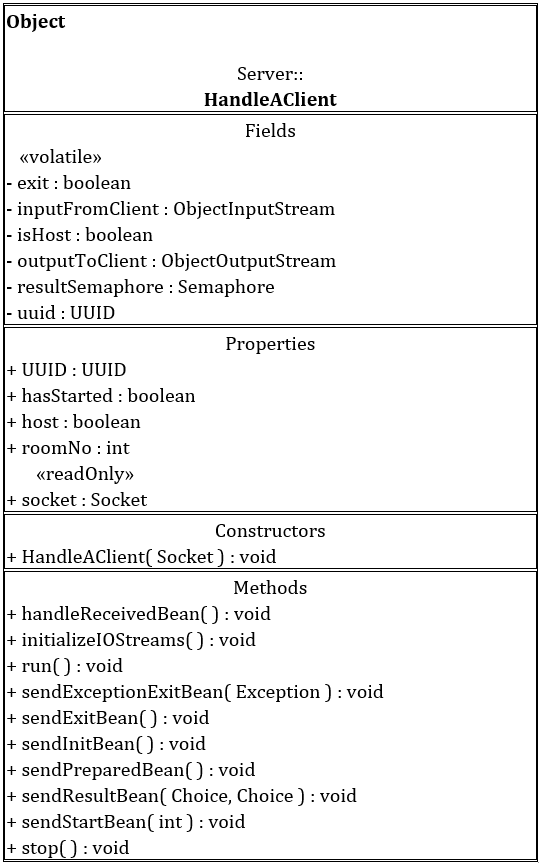 Object
Server::
HandleAClient
Fields
«volatile»
- exit : boolean
- inputFromClient : ObjectInputStream
- isHost : boolean
- outputToClient : ObjectOutputStream
- resultSemaphore : Semaphore
- uuid : UUID
Properties
+ UUID : UUID
+ hasStarted : boolean
+ host : boolean
+ roomNo : int
«readOnly»
+ socket : Socket
Constructors
+ HandleAClient( Socket ) : void
Methods
+ handleReceivedBean( ) : void
+ initializeIOStreams( ) : void
+ run( ) : void
+ sendExceptionExitBean( Exception ) : void
+ sendExitBean( ) : void
+ sendInitBean( ) : void
+ sendPreparedBean( ) : void
+ sendResultBean( Choice, Choice ) : void
+ sendStartBean( int ) : void
+ stop( ) : void